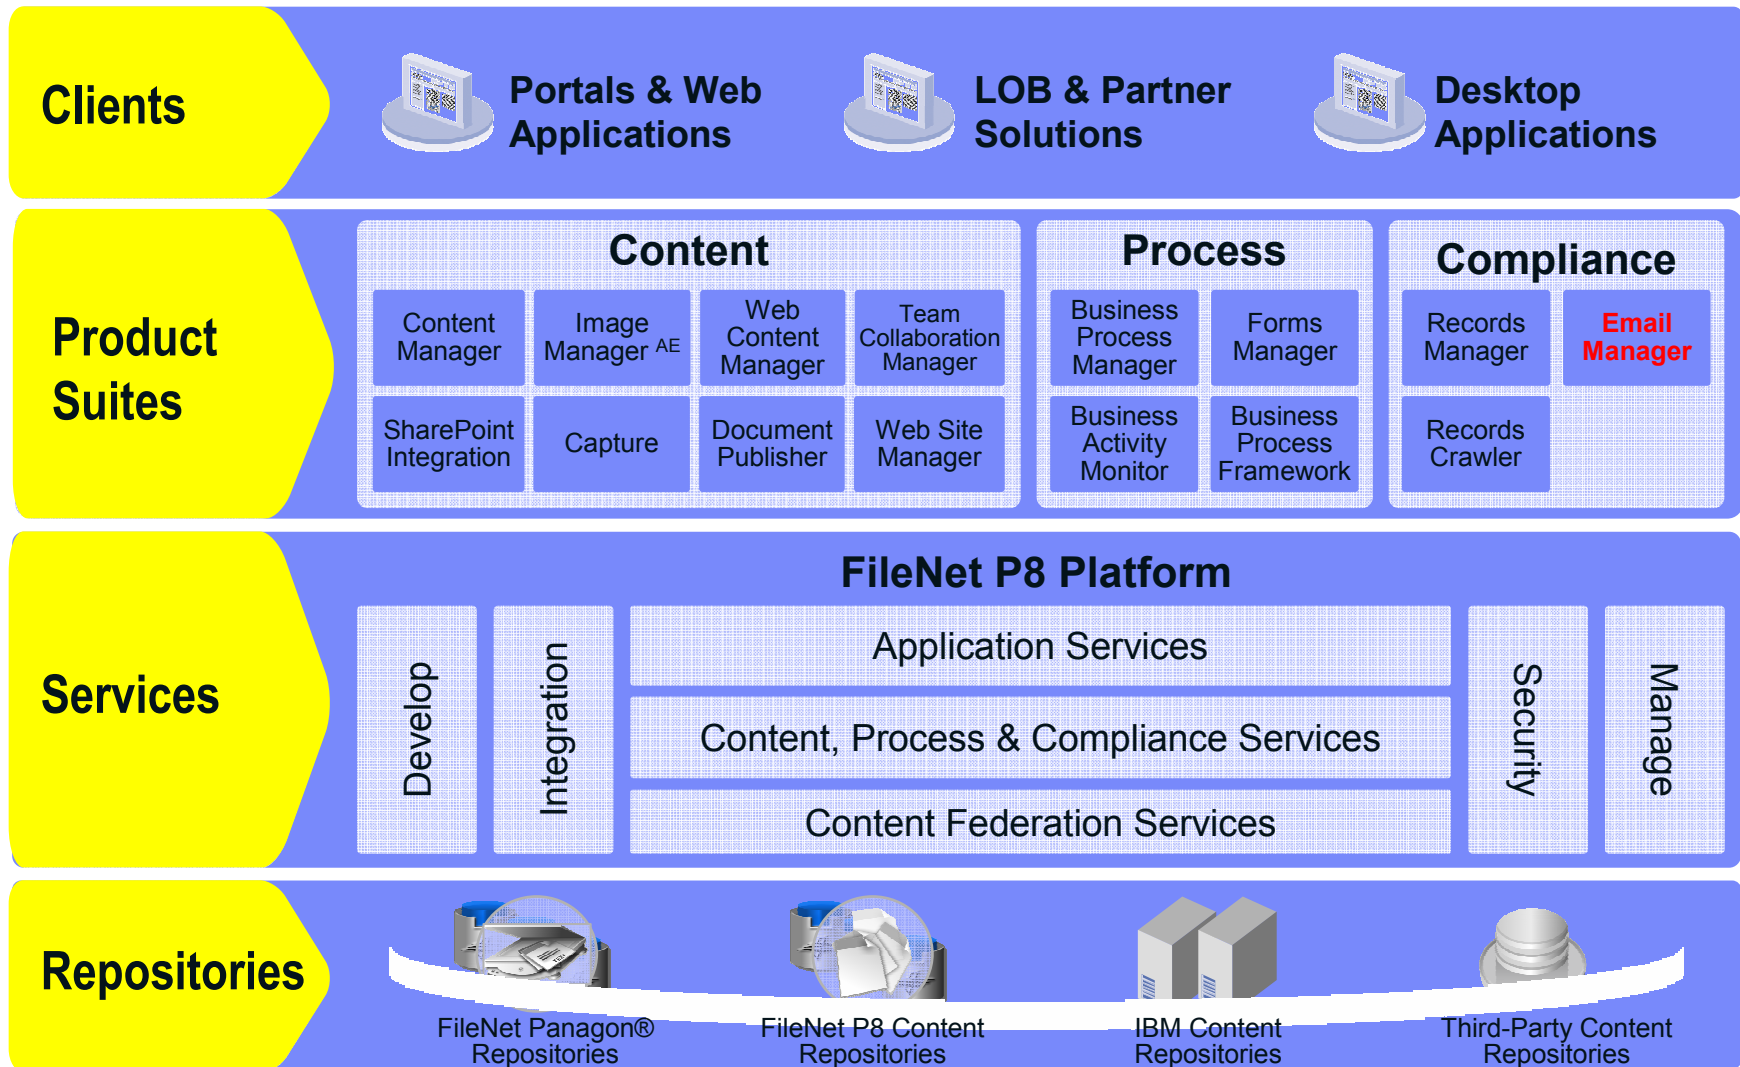 Clients
Portals & Web
Applications
LOB & Partner
Solutions
Desktop
Applications
Product
Suites
Content
Content
Manager
Image
Manager AE
Web
Content
Manager
Team
Collaboration
Manager
SharePoint
Integration
Capture
Document
Publisher
Web Site
Manager
Process
Business
Process
Manager
Forms
Manager
Business
Activity
Monitor
Business
Process
Framework
Compliance
Records
Manager
Email
Manager
Records
Crawler
Services
FileNet P8 Platform
Develop
Integration
Application Services
Content, Process & Compliance Services
Content Federation Services
Security
Manage
Repositories
FileNet Panagon®
Repositories
FileNet P8 Content
Repositories
IBM Content
Repositories
Third-Party Content
Repositories